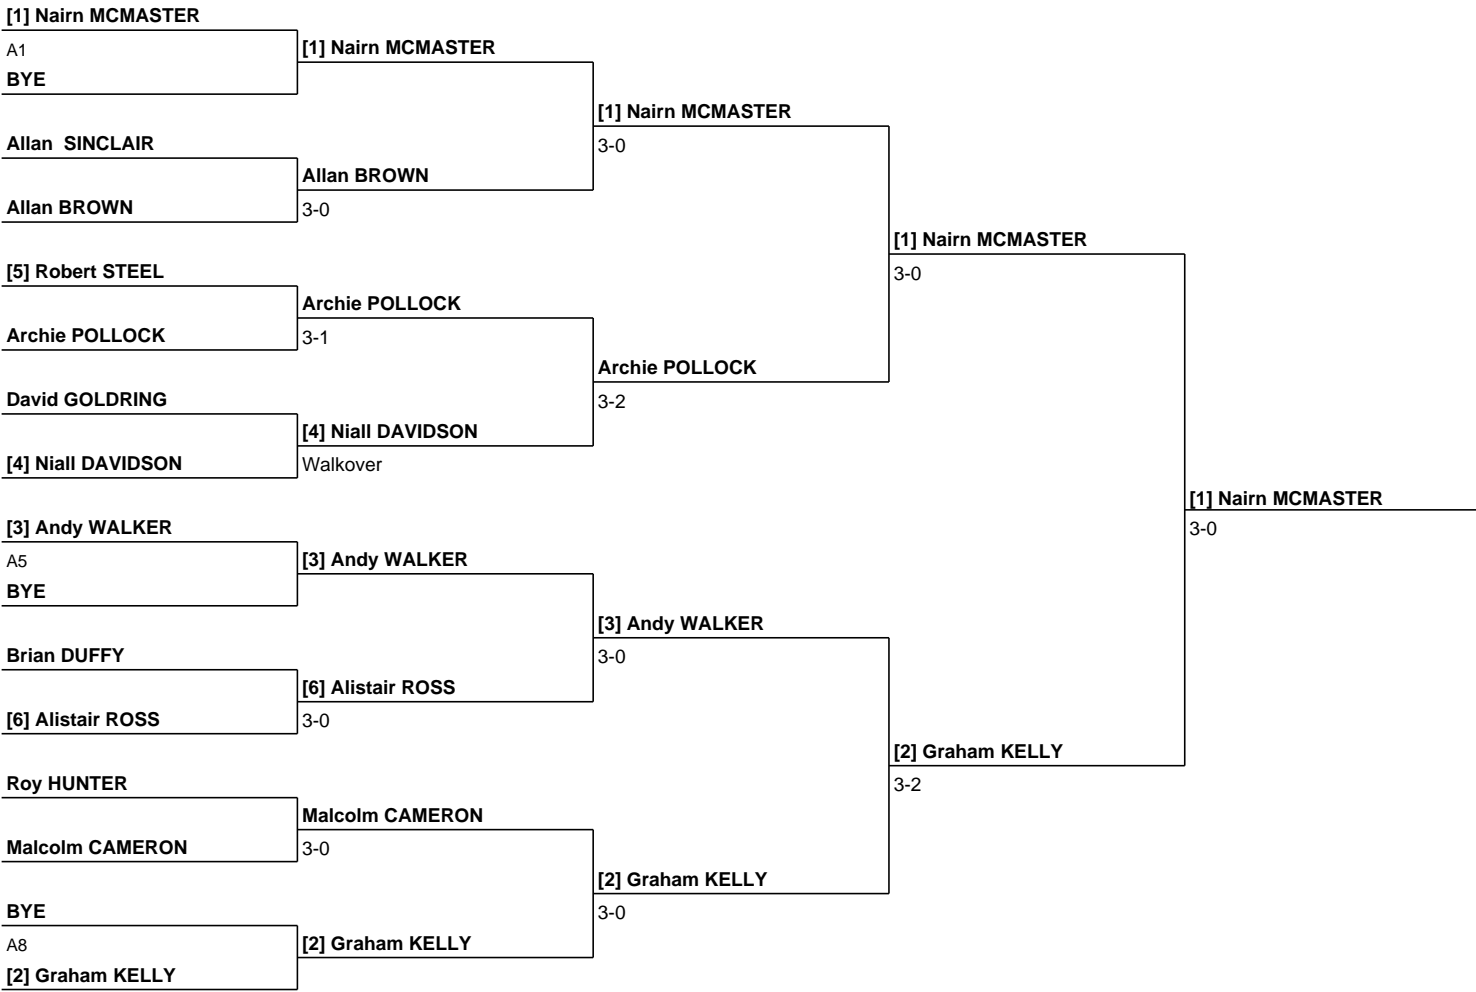 [1] Nairn MCMASTER
A1
BYE
Allan  SINCLAIR
Allan BROWN
[5] Robert STEEL
Archie POLLOCK
David GOLDRING
[4] Niall DAVIDSON
[3] Andy WALKER
A5
BYE
Brian DUFFY
[6] Alistair ROSS
Roy HUNTER
Malcolm CAMERON
BYE
A8
[2] Graham KELLY
[1] Nairn MCMASTER
Allan BROWN
3-0
Archie POLLOCK
3-1
[4] Niall DAVIDSON
Walkover
[3] Andy WALKER
[6] Alistair ROSS
3-0
Malcolm CAMERON
3-0
[2] Graham KELLY
[1] Nairn MCMASTER
3-0
Archie POLLOCK
3-2
[3] Andy WALKER
3-0
[2] Graham KELLY
3-0
[1] Nairn MCMASTER
3-0
[2] Graham KELLY
3-2
[1] Nairn MCMASTER
3-0